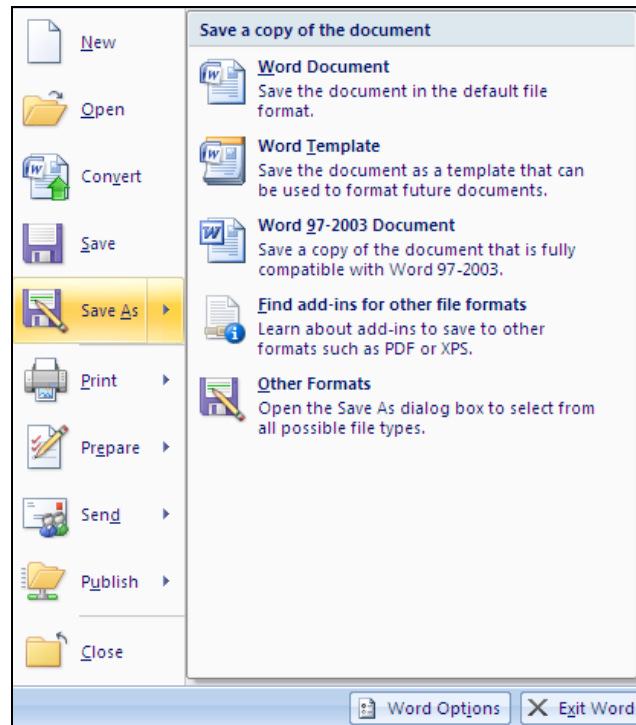 New
Open
Convert
Save
Save As
Print
Prepare
Send
Publish
Close
Save a copy of the document
Word Document
Save the document in the default file
format.
Word Template
Save the document as a template that can
be used to format future documents.
Word 97-2003 Document
Save a copy of the document that is fully
compatible with Word 97-2003.
Find add-ins for other file formats
Learn about add-ins to save to other
formats such as PDF or XPS.
Other Formats
Open the Save As dialog box to select from
all possible file types.
Word Options
Exit Word